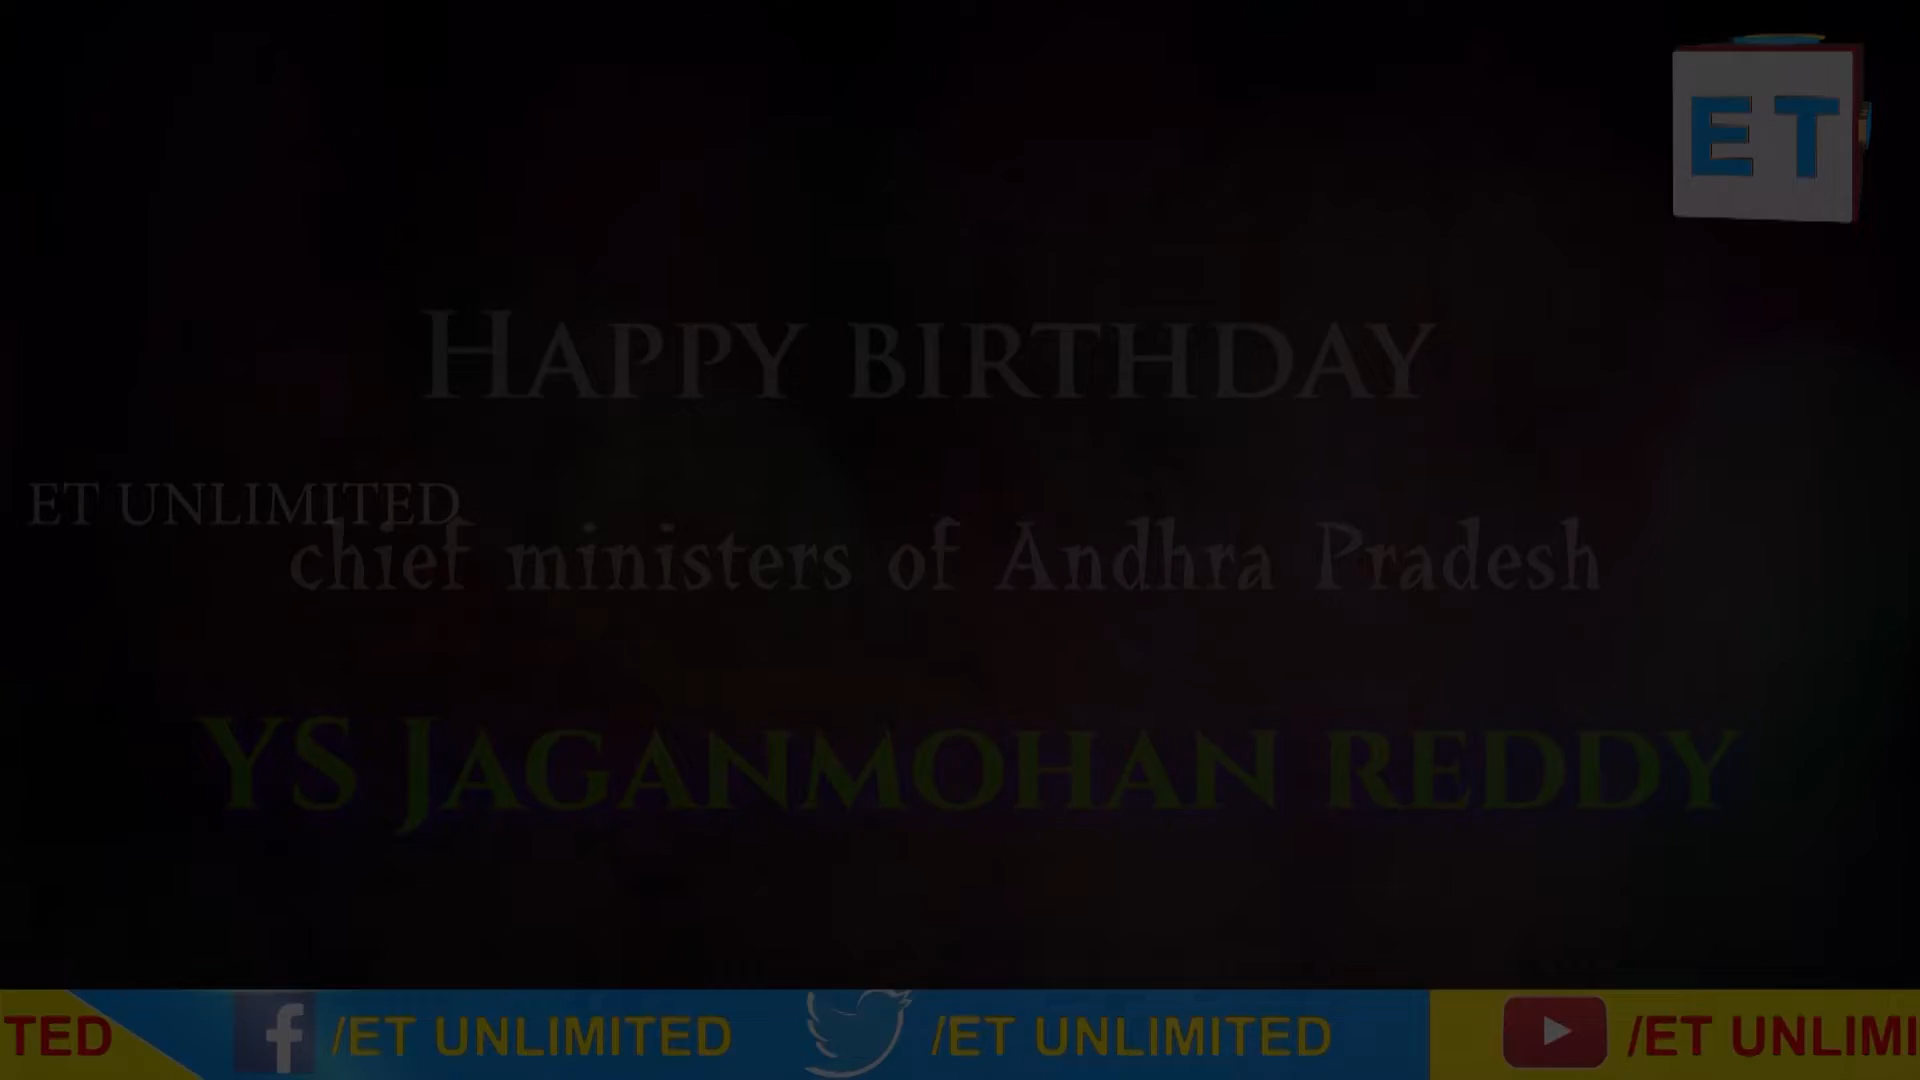 ET
HAPPY BIRTHDAY
ET UNLIMITED
chief ministers of Andhra Pradesh
YS JAGANMOHAN REDDY
TED /ET UNLIMITED /ET UNLIMITED /ET UNLIMI